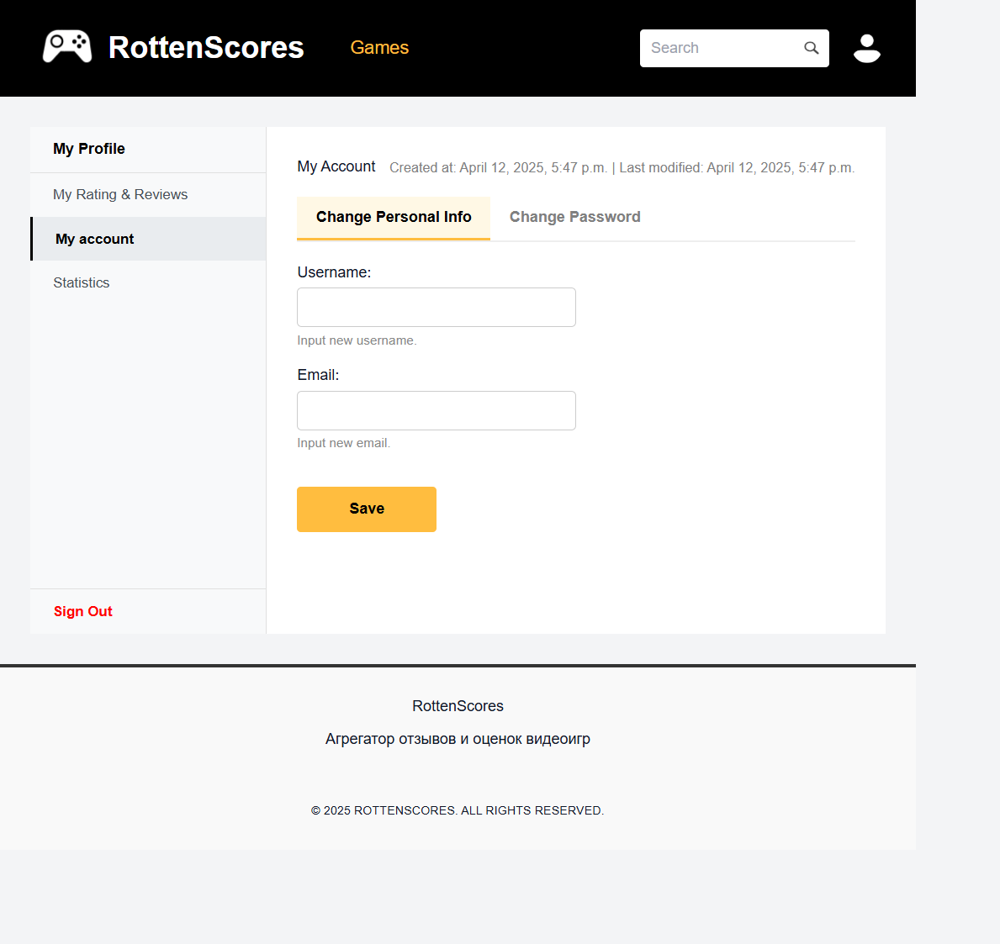 RottenScores
Games
Search
My Profile
My Rating & Reviews
My account
Statistics
Sign Out
My Account Created at: April 12, 2025, 5:47 p.m. | Last modified: April 12, 2025, 5:47 p.m.
Change Personal Info Change Password
Username:
Input new username.
Email:
Input new email.
Save
RottenScores
Агрегатор отзывов и оценок видеоигр
© 2025 ROTTENSCORES. ALL RIGHTS RESERVED.